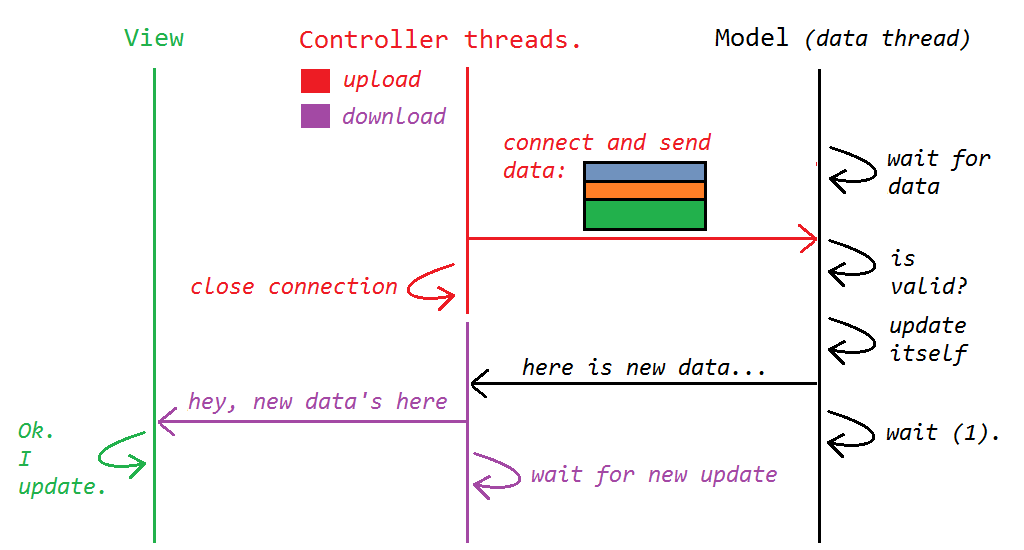 View
Controller threads.
Model (data thread)
upload
download
connect and send
data:
wait for
data
close connection
is
valid?
update
itself
here is new data...
hey, new data's here
Ok.
I
update.
wait (1).
wait for new update